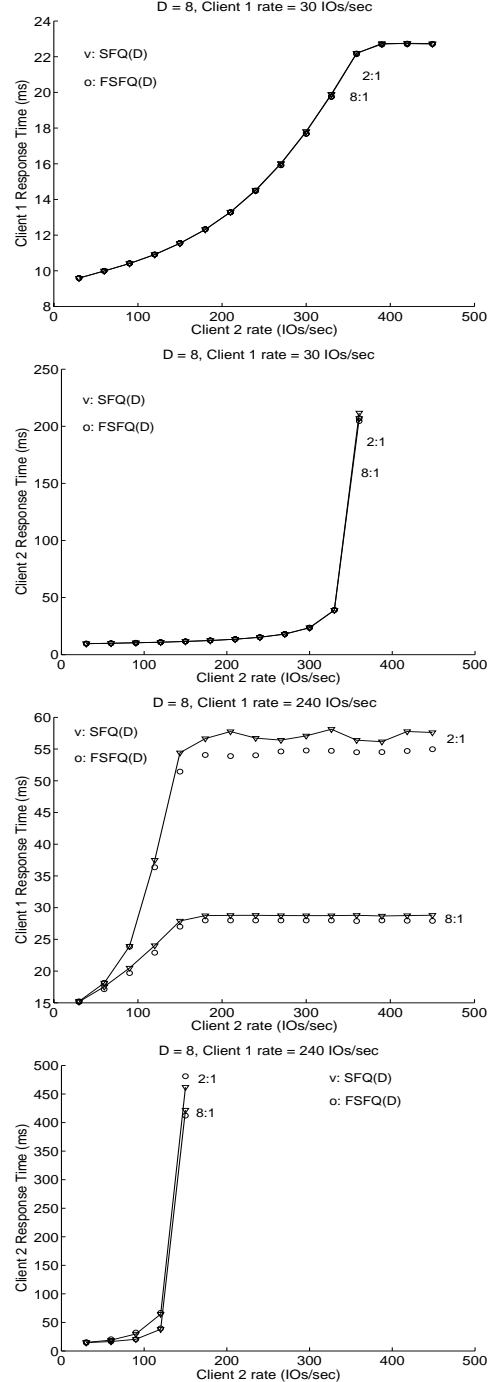 D = 8, Client 1 rate = 30 IOs/sec
24
22
20
18
16
14
12
10
8
v: SFQ(D)
o: FSFQ(D)
2:1
8:1
Client 1 Response Time (ms)
0 100 200 300 400 500
Client 2 rate (IOs/sec)
D = 8, Client 1 rate = 30 IOs/sec
250
200
150
100
50
0
v: SFQ(D)
o: FSFQ(D)
2:1
8:1
Client 2 Response Time (ms)
0 100 200 300 400 500
Client 2 rate (IOs/sec)
D = 8, Client 1 rate = 240 IOs/sec
60
55
50
45
40
35
30
25
20
15
v: SFQ(D)
o: FSFQ(D)
2:1
8:1
Client 1 Response Time (ms)
0 100 200 300 400 500
Client 2 rate (IOs/sec)
D = 8, Client 1 rate = 240 IOs/sec
500
450
400
350
300
250
200
150
100
50
0
2:1
8:1
v: SFQ(D)
o: FSFQ(D)
Client 2 Response Time (ms)
0 100 200 300 400 500
Client 2 rate (IOs/sec)